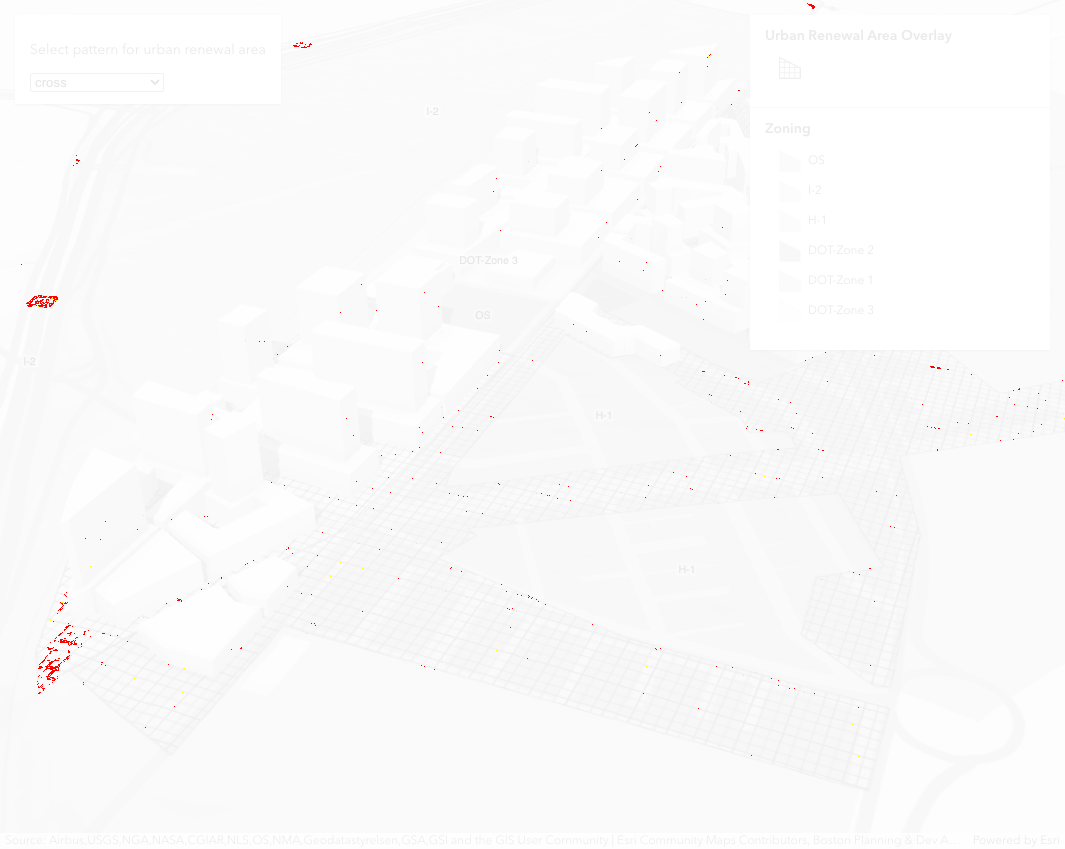 Select pattern for urban renewal area
cross
Urban Renewal Area Overlay
Zoning
OS
I-2
H-1
DOT-Zone 2
DOT-Zone 1
DOT-Zone 3
I-2
DOT-Zone 3
OS
I-2
H-1
H-1
Source: Airbus,USGS,NGA,NASA,CGIAR,NLS,OS,NMA,Geodatastyrelsen,GSA,GSI and the GIS User Community | Esri Community Maps Contributors, Boston Planning & Dev A... Powered by Esri